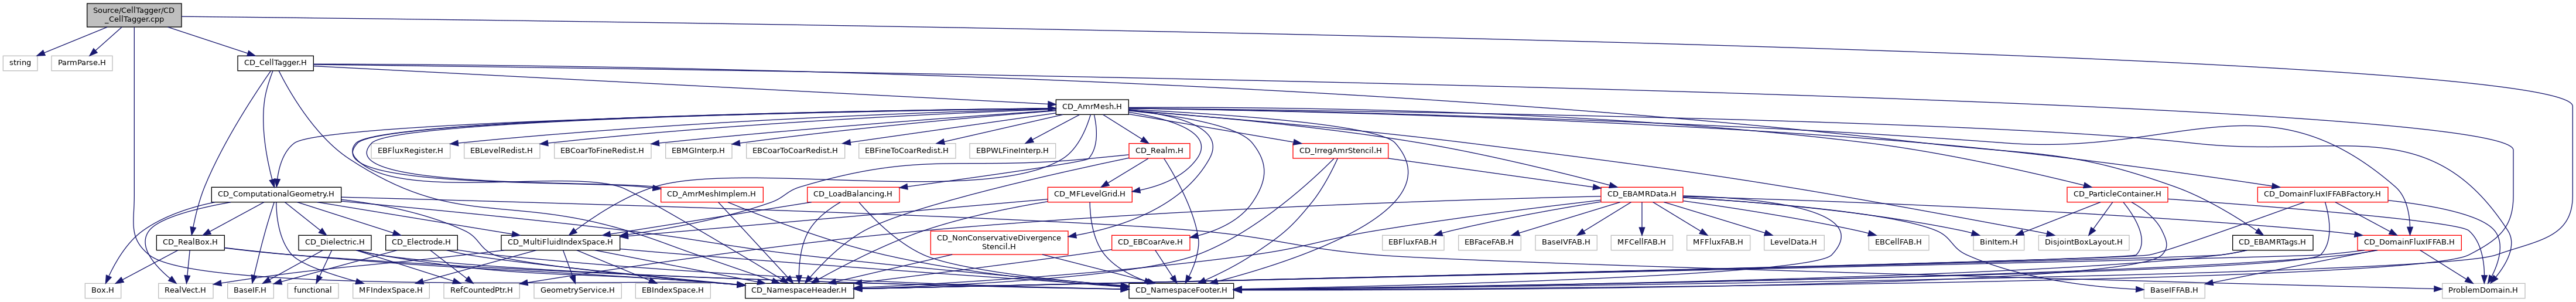 Source/CellTagger/CD
_CellTagger.cpp
string
ParmParse.H
CD_CellTagger.H
CD_AmrMesh.H
EBFluxRegister.H
EBLevelRedist.H
EBCoarToFineRedist.H
EBMGInterp.H
EBCoarToCoarRedist.H
EBFineToCoarRedist.H
EBPWLFineInterp.H
CD_Realm.H
CD_IrregAmrStencil.H
CD_ComputationalGeometry.H
CD_AmrMeshImplem.H
CD_LoadBalancing.H
CD_MFLevelGrid.H
CD_EBAMRData.H
CD_ParticleContainer.H
CD_DomainFluxIFFABFactory.H
CD_RealBox.H
CD_Dielectric.H
CD_Electrode.H
CD_MultiFluidIndexSpace.H
CD_NonConservativeDivergence
Stencil.H
CD_EBCoarAve.H
EBFluxFAB.H
EBFaceFAB.H
BaseIVFAB.H
MFCellFAB.H
MFFluxFAB.H
LevelData.H
EBCellFAB.H
BinItem.H
DisjointBoxLayout.H
CD_EBAMRTags.H
CD_DomainFluxIFFAB.H
Box.H
RealVect.H
BaseIF.H
functional
MFIndexSpace.H
RefCountedPtr.H
GeometryService.H
EBIndexSpace.H
CD_NamespaceHeader.H
CD_NamespaceFooter.H
BaseIFFAB.H
ProblemDomain.H